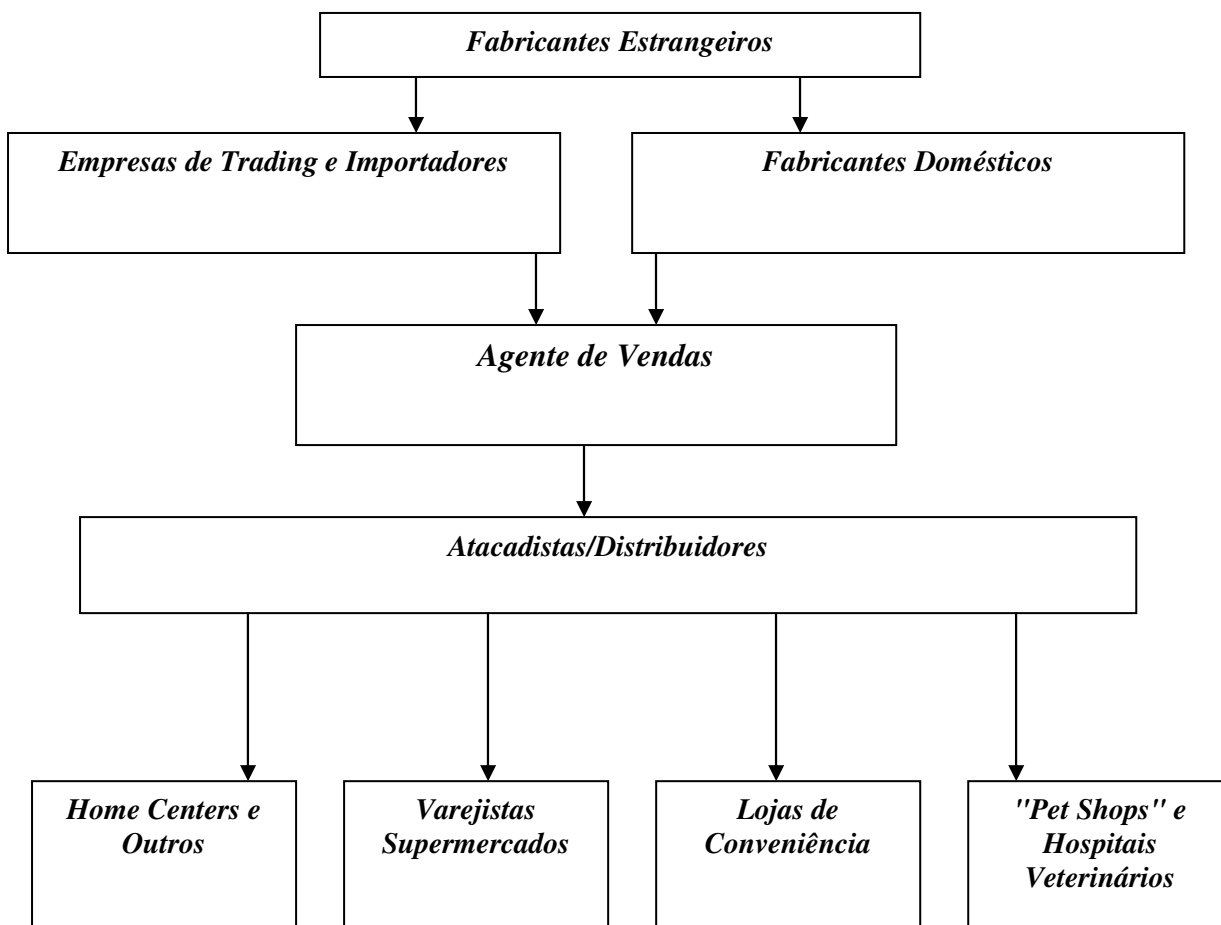 Fabricantes Estrangeiros
Empresas de Trading e Importadores
Fabricantes Domésticos
Agente de Vendas
Atacadistas/Distribuidores
Home Centers e
Outros
Varejistas
Supermercados
Lojas de
Conveniência
"Pet Shops" e
Hospitais
Veterinários